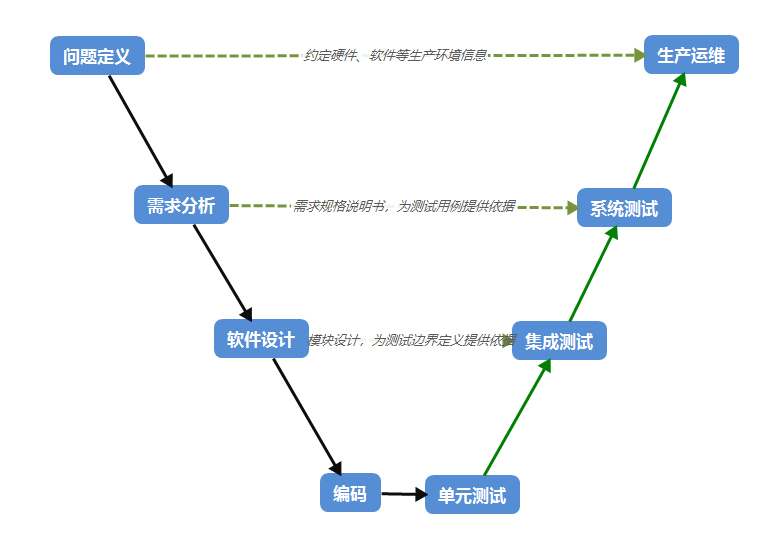 问题定义
约定硬件、软件等生产环境信息
生产运维
需求分析
需求规格说明书，为测试用例提供依据
系统测试
软件设计
模块设计，为测试边界定义提供依据
集成测试
编码
单元测试